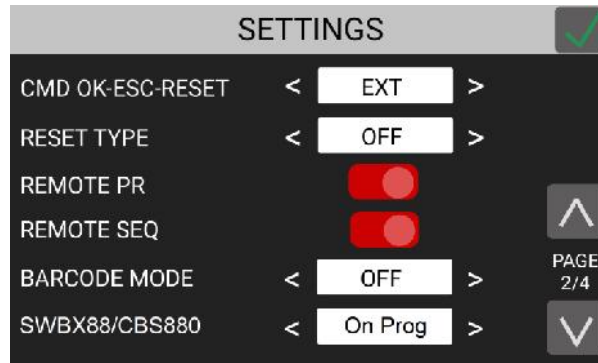 SETTINGS
CMD OK-ESC-RESET < EXT >
RESET TYPE < OFF >
REMOTE PR
REMOTE SEQ
BARCODE MODE < OFF >
PAGE
2/4
SWBX88/CBS880 < On Prog >